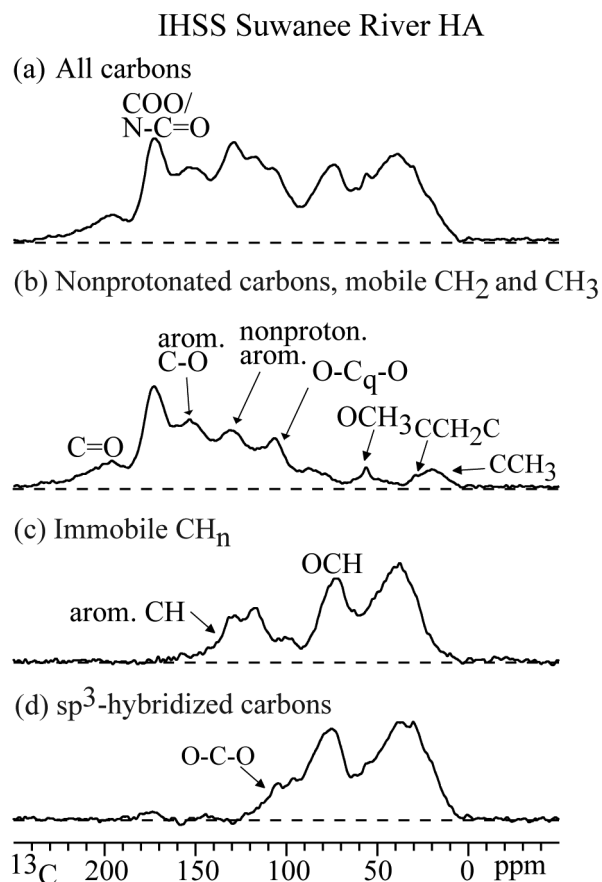 IHSS Suwanee River HA
(a) All carbons
COO/
N-C=O
(b) Nonprotonated carbons, mobile CH2 and CH3
arom.
C-O
nonproton.
arom.
O-Cq-O
C=O
OCH3
CCH2C
CCH3
(c) Immobile CHn
OCH
arom. CH
(d) sp3-hybridized carbons
O-C-O
13C 200 150 100 50 0 ppm